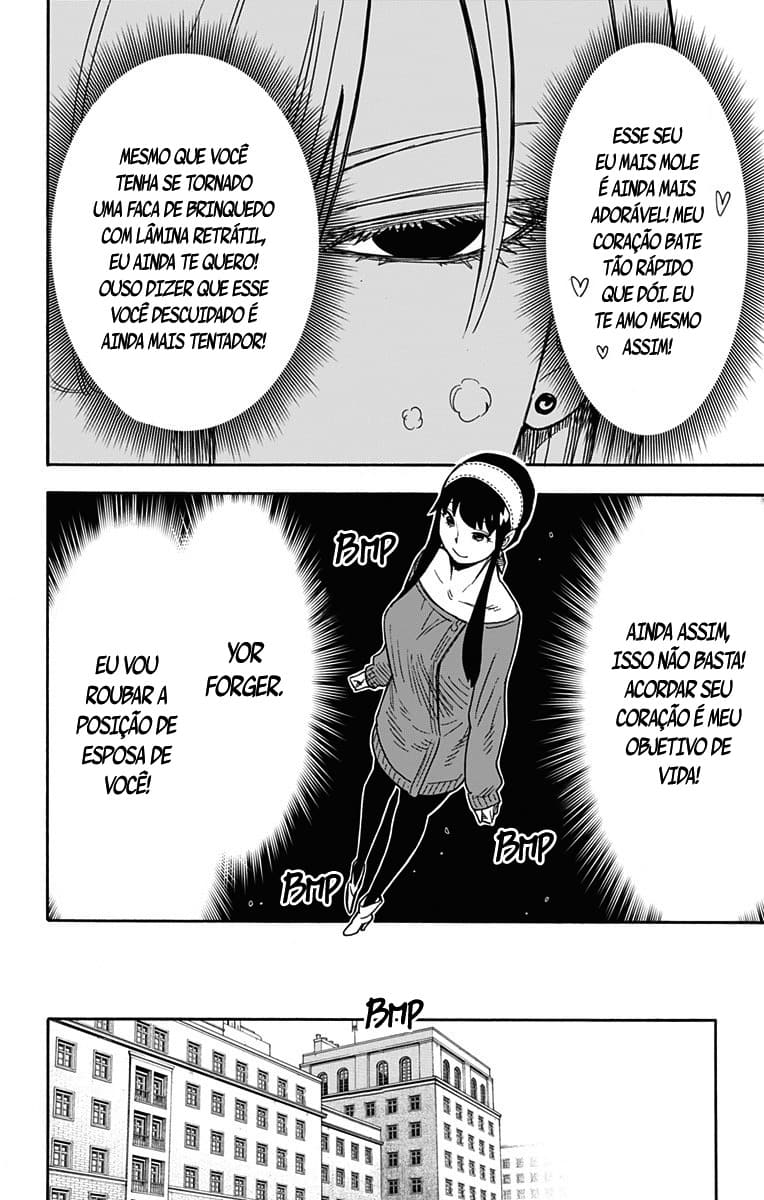 ESSE SEU
EU MAIS MOLE
É AINDA MAIS
ADORÁVEL! MEU
CORAÇÃO BATE
TÃO RÁPIDO
QUE DÓI. EU
TE AMO MESMO
ASSIM!
MESMO QUE VOCÊ
TENHA SE TORNADO
UMA FACA DE BRINQUEDO
COM LÂMINA RETRÁTIL,
EU AINDA TE QUERO!
OUSO DIZER QUE ESSE
VOCÊ DESCUIDADO É
AINDA MAIS TENTADOR!
BMP
AINDA ASSIM,
ISSO NÃO BASTA!
ACORDAR SEU
CORAÇÃO É MEU
OBJETIVO DE
VIDA!
YOR
FORGER.
EU VOU
ROUBAR A
POSIÇÃO DE
ESPOSA DE
VOCÊ!
BMP
BMP
BMP